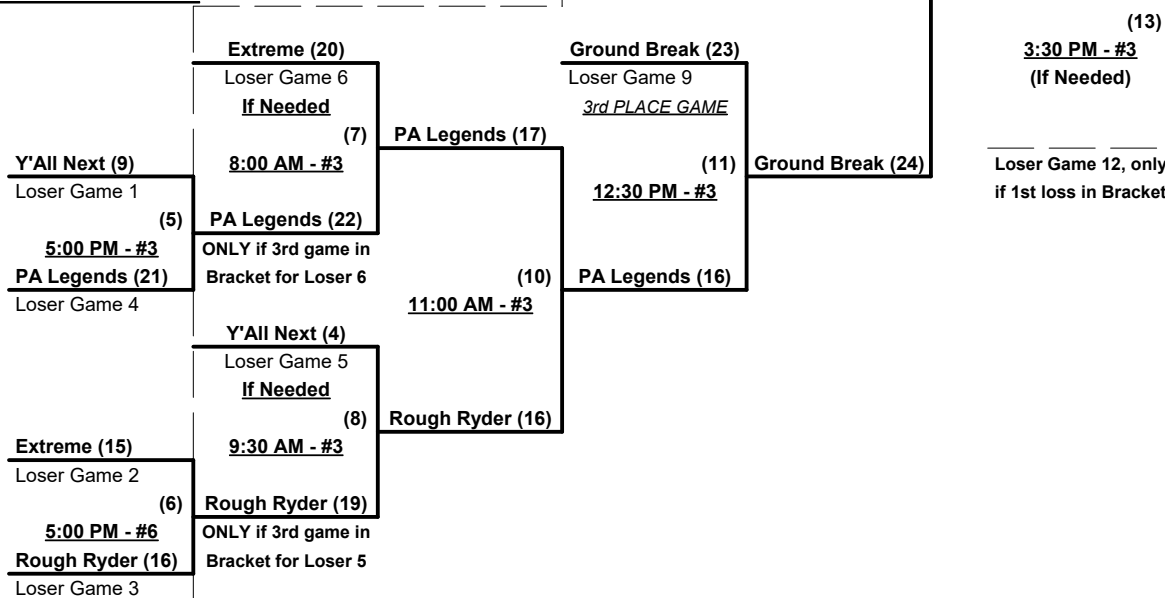 (13)
Extreme (20)
Ground Break (23)
3:30 PM - #3
Loser Game 6
Loser Game 9
(If Needed)
If Needed
3rd PLACE GAME
(7)
PA Legends (17)
Y'All Next (9)
8:00 AM - #3
(11)
Ground Break (24)
Loser Game 12, only
Loser Game 1
12:30 PM - #3
if 1st loss in Bracket
(5)
PA Legends (22)
5:00 PM - #3
ONLY if 3rd game in
PA Legends (21)
Bracket for Loser 6
(10)
PA Legends (16)
Loser Game 4
11:00 AM - #3
Y'All Next (4)
Loser Game 5
If Needed
(8)
Rough Ryder (16)
Extreme (15)
9:30 AM - #3
Loser Game 2
(6)
Rough Ryder (19)
5:00 PM - #6
ONLY if 3rd game in
Rough Ryder (16)
Bracket for Loser 5
Loser Game 3